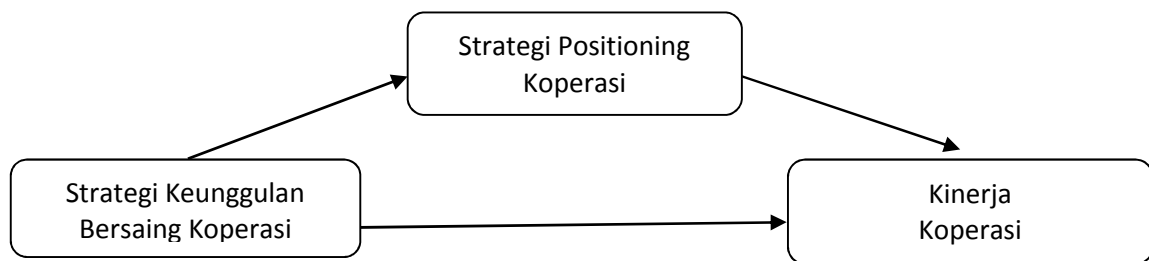 Strategi Positioning
Koperasi
Strategi Keunggulan
Bersaing Koperasi
Kinerja
Koperasi